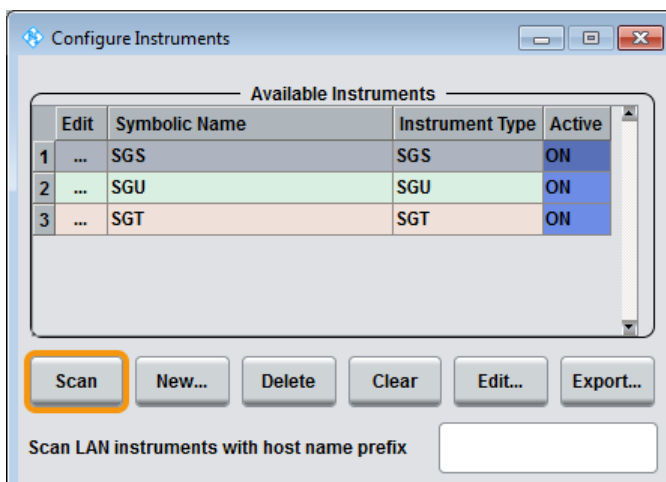 Configure Instruments
Available Instruments
Edit Symbolic Name Instrument Type Active
1 ... SGS SGS ON
2 ... SGU SGU ON
3 ... SGT SGT ON
Scan New... Delete Clear Edit... Export...
Scan LAN instruments with host name prefix